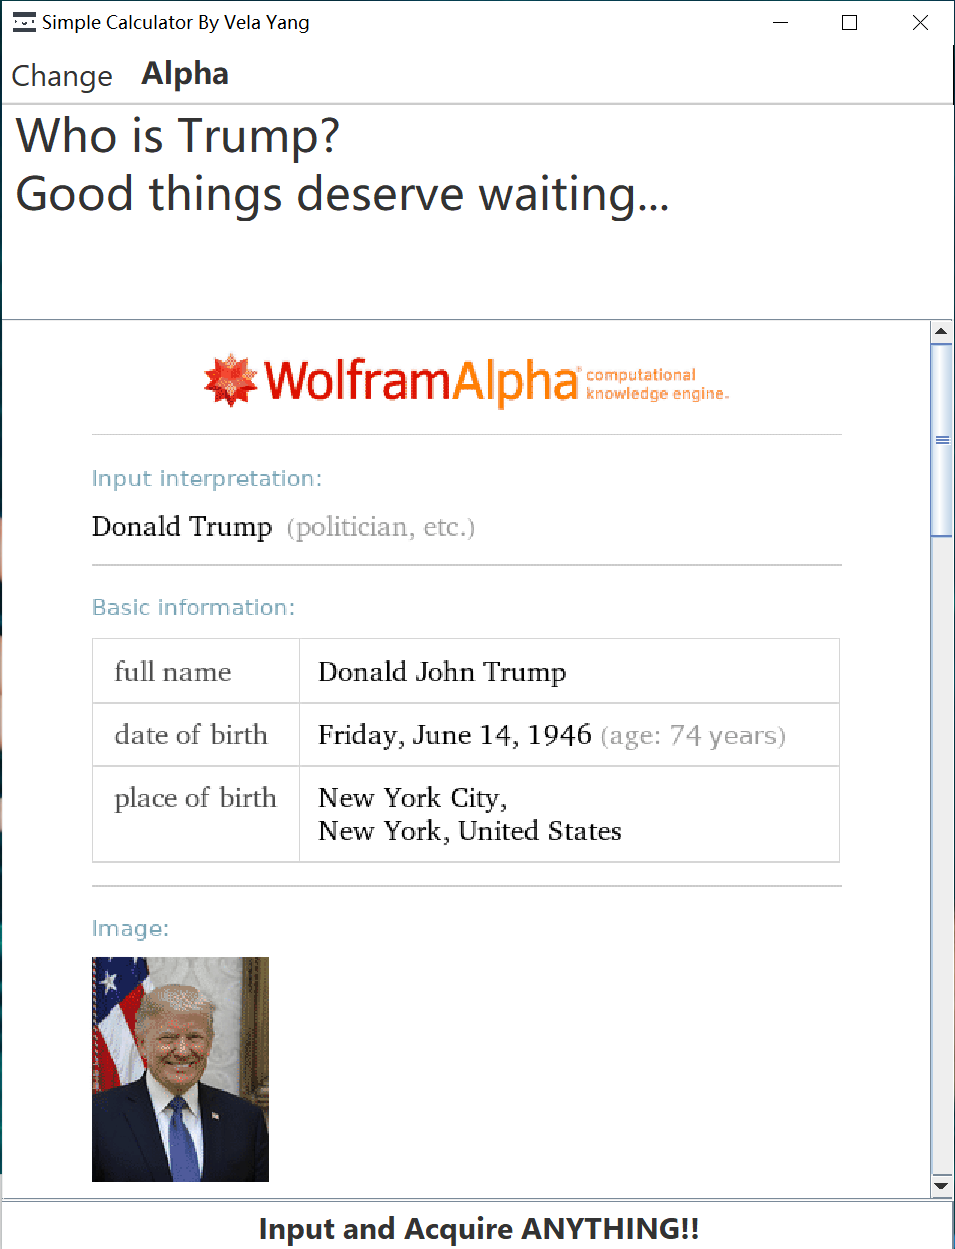 Simple Calculator By Vela Yang
Change Alpha
Who is Trump?
Good things deserve waiting...
WolframAlpha computational
knowledge engine.
Input interpretation:
Donald Trump (politician, etc.)
Basic information:
full name Donald John Trump
date of birth Friday, June 14, 1946 (age: 74 years)
place of birth New York City,
New York, United States
Image:
Input and Acquire ANYTHING!!